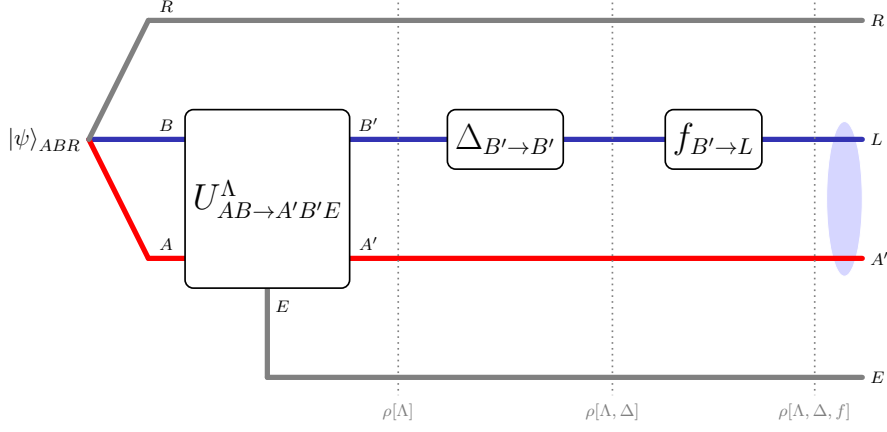 R R
|ψ⟩_{ABR} B U^Λ_{AB→A′B′E} B′ Δ_{B′→B′} f_{B′→L} L
A A′ A′
E E
ρ[Λ] ρ[Λ, Δ] ρ[Λ, Δ, f]